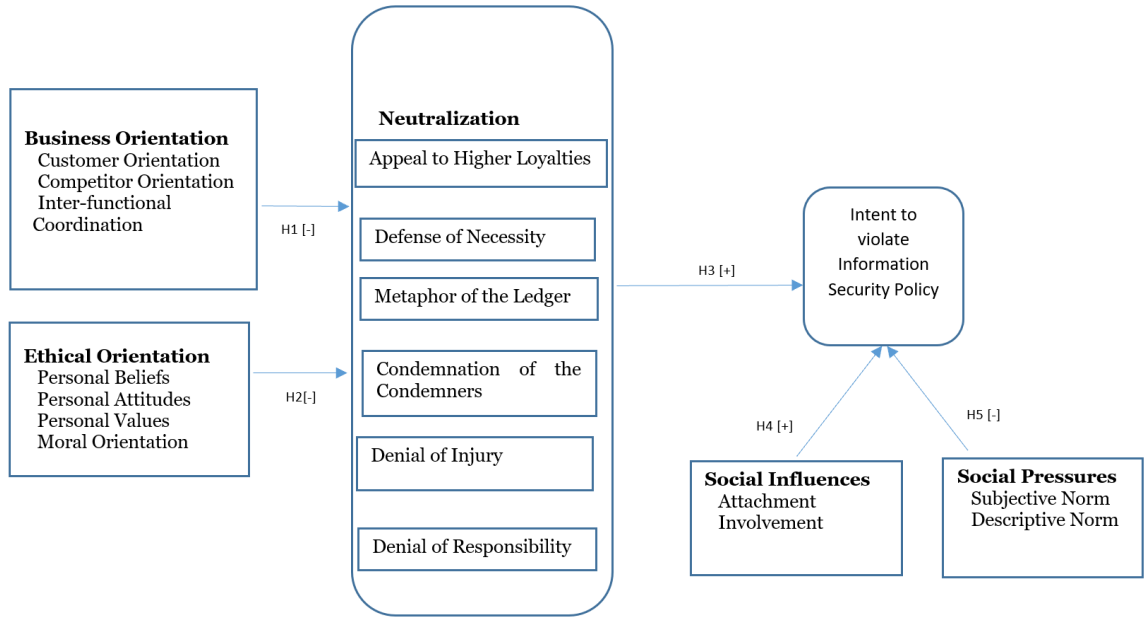 Business Orientation
Customer Orientation
Competitor Orientation
Inter-functional
Coordination
H1 [-]
Ethical Orientation
Personal Beliefs
Personal Attitudes
Personal Values
Moral Orientation
H2[-]
Neutralization
Appeal to Higher Loyalties
Defense of Necessity
Metaphor of the Ledger
Condemnation of the
Condemners
Denial of Injury
Denial of Responsibility
H3 [+]
Intent to
violate
Information
Security Policy
H4 [+]
H5 [-]
Social Influences
Attachment
Involvement
Social Pressures
Subjective Norm
Descriptive Norm